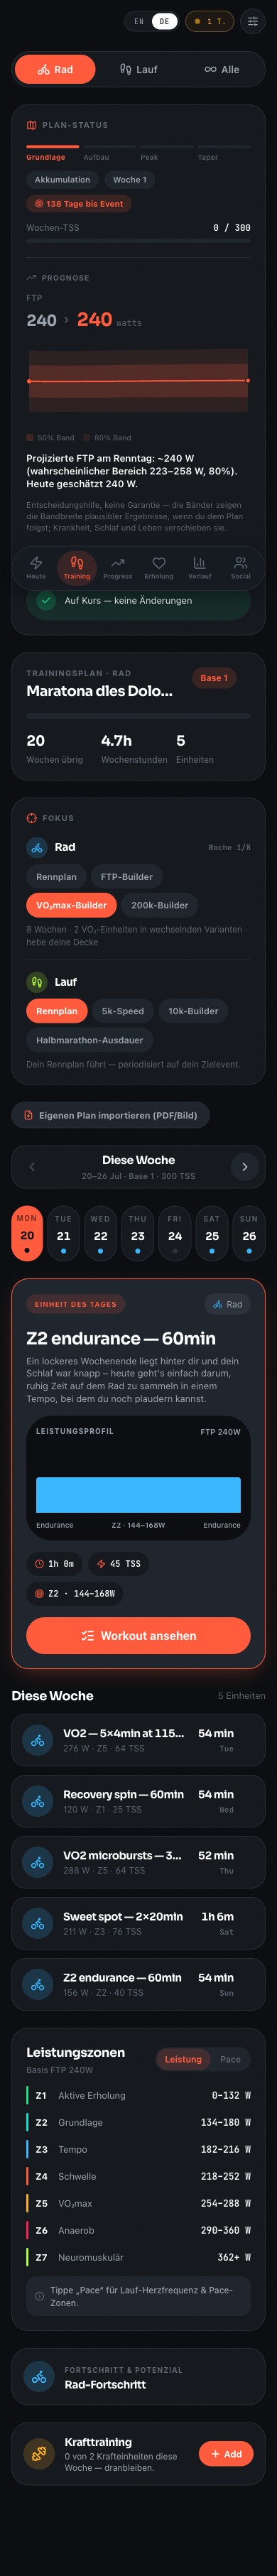 EN DE 1 T.
Rad Lauf Alle
PLAN-STATUS
Grundlage Aufbau Peak Taper
Akkumulation Woche 1
138 Tage bis Event
Wochen-TSS 0 / 300
PROGNOSE
FTP
240 › 240 watts
50% Band 80% Band
Projizierte FTP am Renntag: ~240 W
(wahrscheinlicher Bereich 223–258 W, 80%).
Heute geschätzt 240 W.
Entscheidungshilfe, keine Garantie — die Bänder zeigen
die Bandbreite plausibler Ergebnisse, wenn du dem Plan
folgst; Krankheit, Schlaf und Leben verschieben sie.
Heute Training Progress Erholung Verlauf Social
Auf Kurs — keine Änderungen
TRAININGSPLAN · RAD
Maratona dles Dolo...
Base 1
20 4.7h 5
Wochen übrig Wochenstunden Einheiten
FOKUS
Rad Woche 1/8
Rennplan FTP-Builder
VO₂max-Builder 200k-Builder
8 Wochen · 2 VO₂-Einheiten in wechselnden Varianten ·
hebe deine Decke
Lauf
Rennplan 5k-Speed 10k-Builder
Halbmarathon-Ausdauer
Dein Rennplan führt — periodisiert auf dein Zielevent.
Eigenen Plan importieren (PDF/Bild)
Diese Woche
20–26 Jul · Base 1 · 300 TSS
MON TUE WED THU FRI SAT SUN
20 21 22 23 24 25 26
EINHEIT DES TAGES Rad
Z2 endurance — 60min
Ein lockeres Wochenende liegt hinter dir und dein
Schlaf war knapp – heute geht's einfach darum,
ruhig Zeit auf dem Rad zu sammeln in einem
Tempo, bei dem du noch plaudern kannst.
LEISTUNGSPROFIL FTP 240W
Endurance Z2 · 144–168W Endurance
1h 0m 45 TSS
Z2 · 144–168W
Workout ansehen
Diese Woche 5 Einheiten
VO2 — 5×4min at 115... 54 min
276 W · Z5 · 64 TSS Tue
Recovery spin — 60min 54 min
120 W · Z1 · 25 TSS Wed
VO2 microbursts — 3... 52 min
288 W · Z5 · 64 TSS Thu
Sweet spot — 2×20min 1h 6m
211 W · Z3 · 76 TSS Sat
Z2 endurance — 60min 54 min
156 W · Z2 · 40 TSS Sun
Leistungszonen
Basis FTP 240W
Leistung Pace
Z1 Aktive Erholung 0–132 W
Z2 Grundlage 134–180 W
Z3 Tempo 182–216 W
Z4 Schwelle 218–252 W
Z5 VO₂max 254–288 W
Z6 Anaerob 290–360 W
Z7 Neuromuskulär 362+ W
Tippe „Pace“ für Lauf-Herzfrequenz & Pace-
Zonen.
FORTSCHRITT & POTENZIAL
Rad-Fortschritt
Krafttraining
0 von 2 Krafteinheiten diese
Woche — dranbleiben.
+ Add